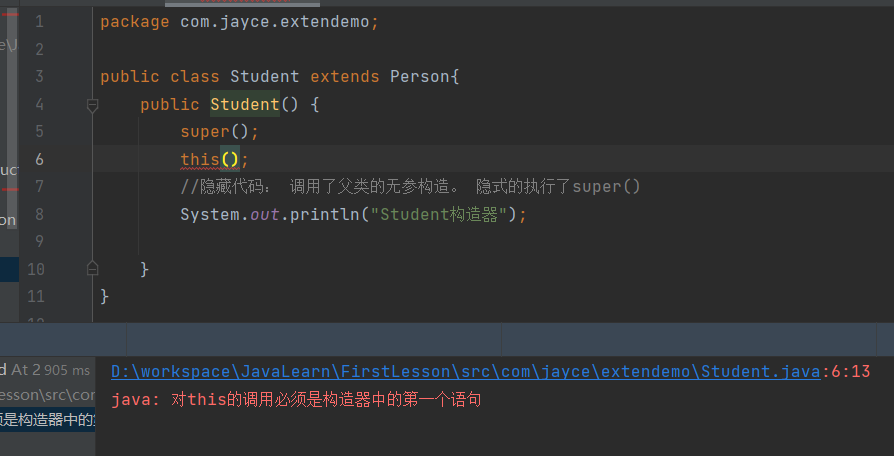 1 package com.jayce.extendemo;
2
e\J
3 public class Student extends Person{
4 public Student() {
5 super();
6 this();
uct
7 //隐藏代码： 调用了父类的无参构造。 隐式的执行了super()
on
8 System.out.println("Student构造器");
9
10 }
11 }
d At 2 905 ms
D:\workspace\JavaLearn\FirstLesson\src\com\jayce\extendemo\Student.java:6:13
esson\src\con
java: 对this的调用必须是构造器中的第一个语句
须是构造器中的第